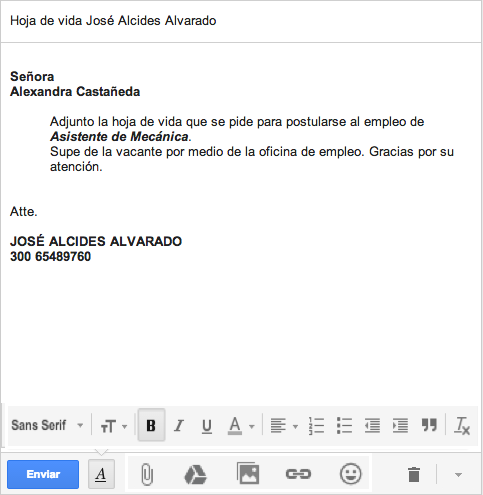 Hoja de vida José Alcides Alvarado
Señora
Alexandra Castañeda
Adjunto la hoja de vida que se pide para postularse al empleo de
Asistente de Mecánica.
Supe de la vacante por medio de la oficina de empleo. Gracias por su
atención.
Atte.
JOSÉ ALCIDES ALVARADO
300 65489760
Sans Serif
Enviar